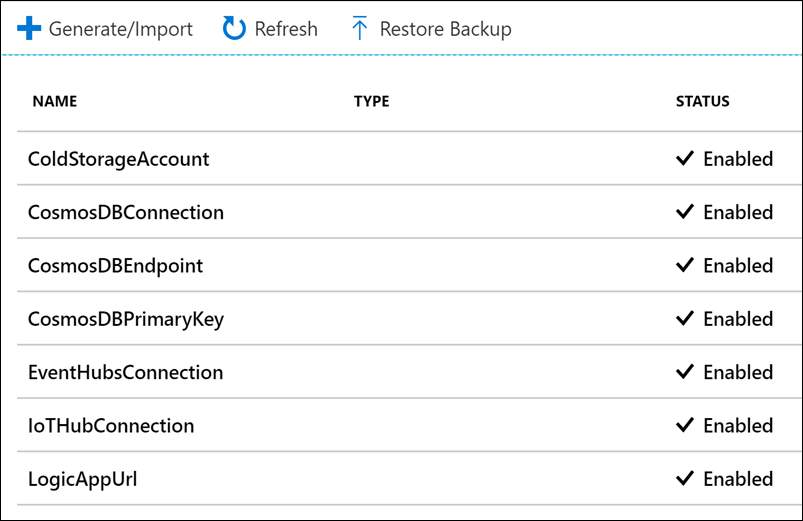 Generate/Import Refresh Restore Backup
NAME TYPE STATUS
ColdStorageAccount Enabled
CosmosDBConnection Enabled
CosmosDBEndpoint Enabled
CosmosDBPrimaryKey Enabled
EventHubsConnection Enabled
IoTHubConnection Enabled
LogicAppUrl Enabled